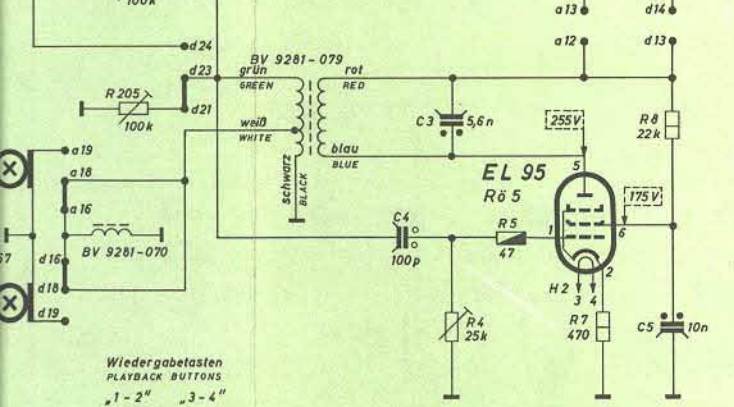 100k
a13
d14
a12
d13
d24
BV 9281-079
d23
grün
GREEN
rot
RED
R 205
100k
d21
C3
5,6n
255V
R8
22k
weiß
WHITE
blau
BLUE
a19
a18
schwarz
BLACK
EL 95
Rö 5
5
175V
a16
C4
100p
R5
47
1
6
BV 9281-070
67
d16
d18
d19
H2
3
4
2
R4
25k
R7
470
C5
10n
Wiedergabetasten
PLAYBACK BUTTONS
„1-2" „3-4"